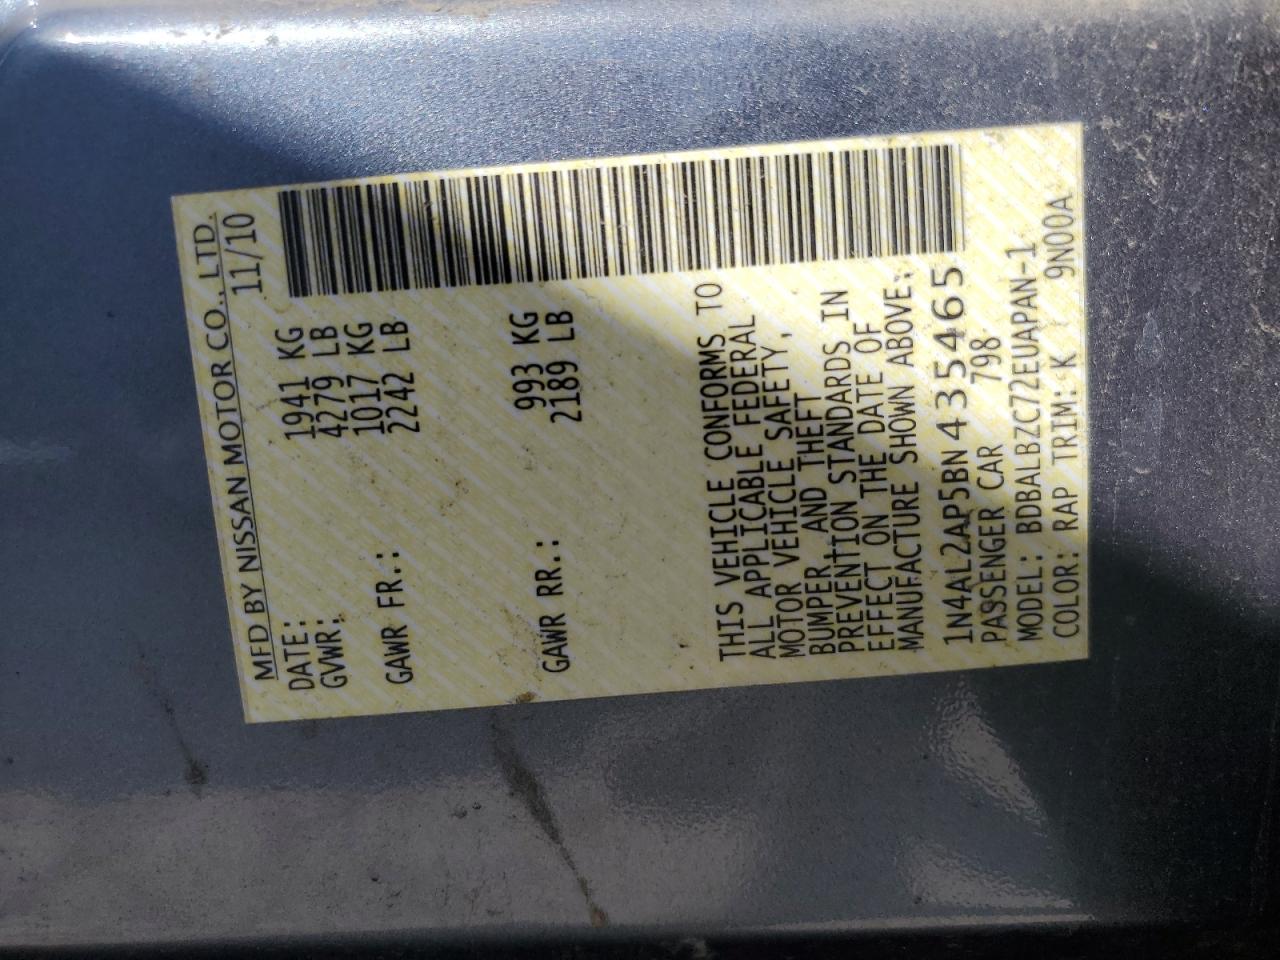 MFD BY NISSAN MOTOR CO., LTD.
DATE: 11/10
GVWR: 1941 KG
4279 LB
GAWR FR.: 1017 KG
2242 LB
GAWR RR.: 993 KG
2189 LB
THIS VEHICLE CONFORMS TO
ALL APPLICABLE FEDERAL
MOTOR VEHICLE SAFETY,
BUMPER, AND THEFT
PREVENTION STANDARDS IN
EFFECT ON THE DATE OF
MANUFACTURE SHOWN ABOVE.
1N4AL2AP5BN435465
PASSENGER CAR 798
MODEL: BDBALBZC72EUAPAN-1
COLOR: RAP TRIM: K 9N00A